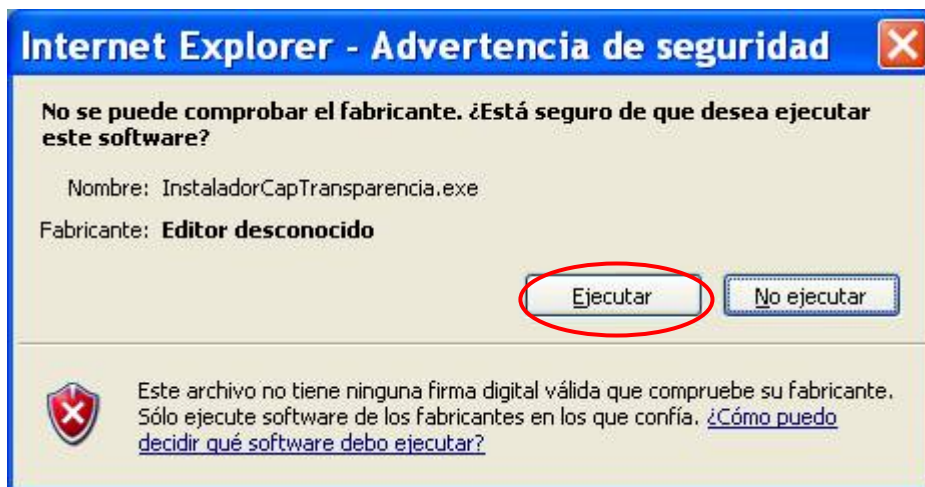 Internet Explorer - Advertencia de seguridad
No se puede comprobar el fabricante. ¿Está seguro de que desea ejecutar
este software?
Nombre: InstaladorCapTransparencia.exe
Fabricante: Editor desconocido
Ejecutar
No ejecutar
Este archivo no tiene ninguna firma digital válida que compruebe su fabricante.
Sólo ejecute software de los fabricantes en los que confía. ¿Cómo puedo
decidir qué software debo ejecutar?